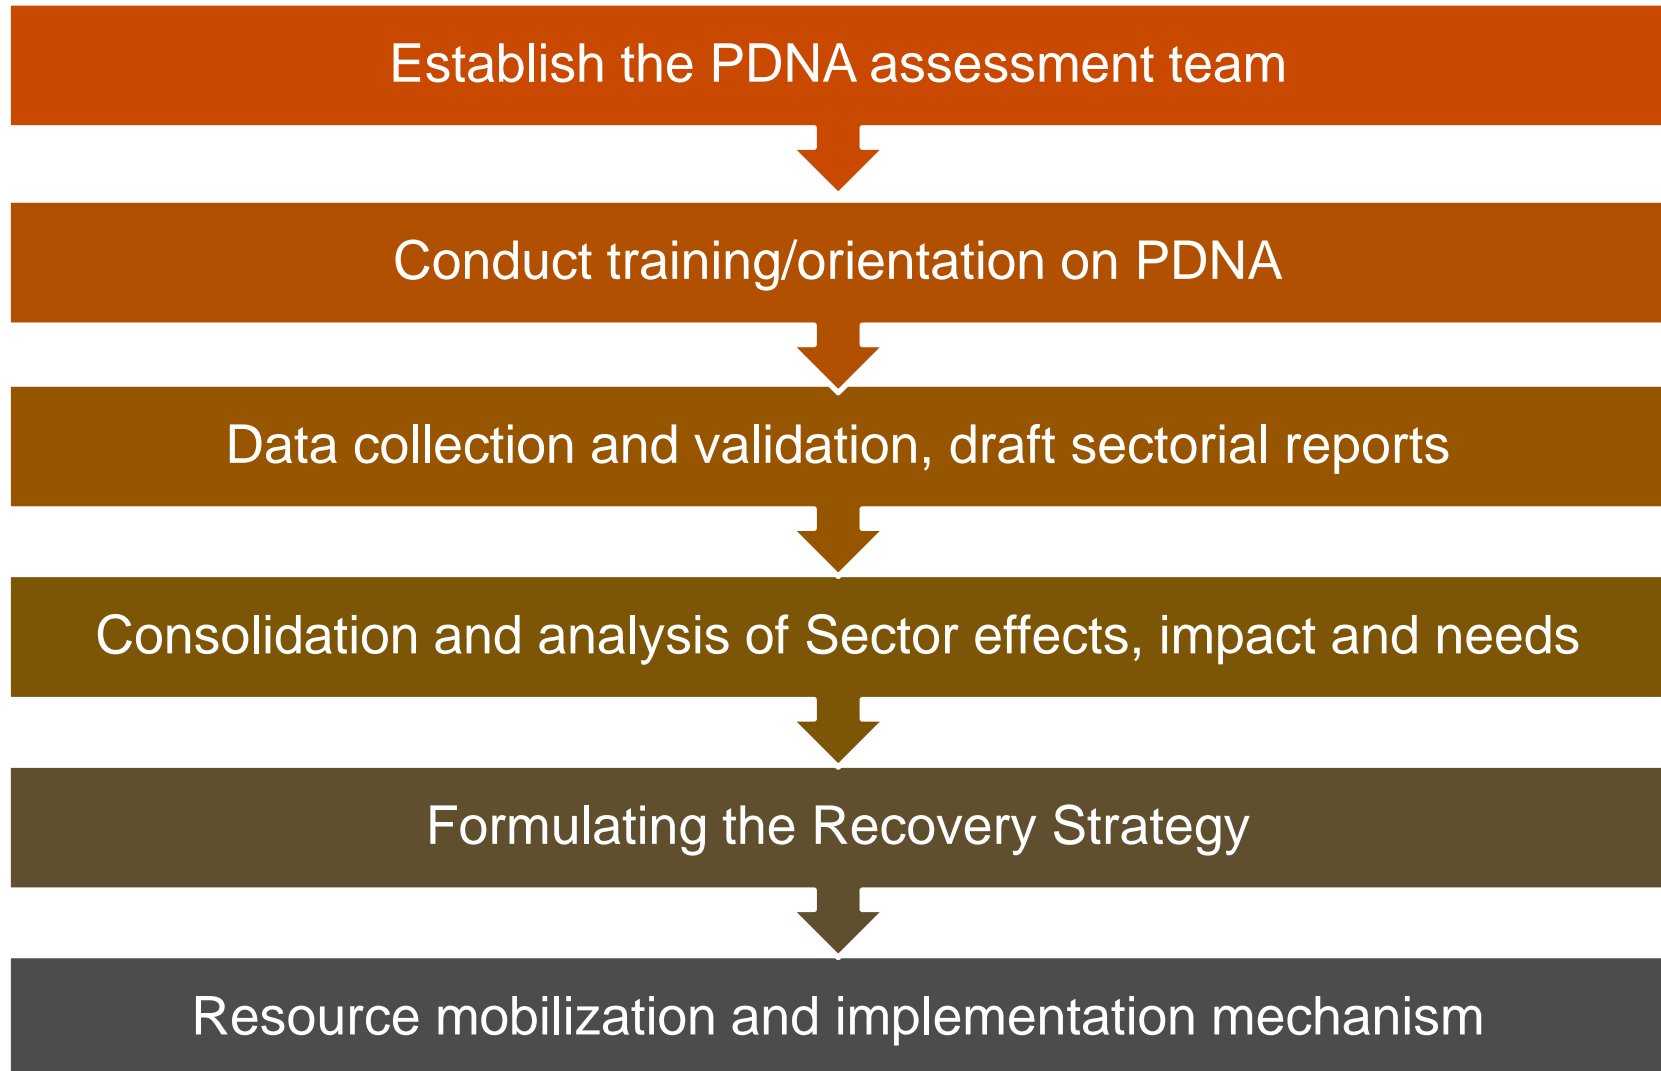 Establish the PDNA assessment team
Conduct training/orientation on PDNA
Data collection and validation, draft sectorial reports
Consolidation and analysis of Sector effects, impact and needs
Formulating the Recovery Strategy
Resource mobilization and implementation mechanism